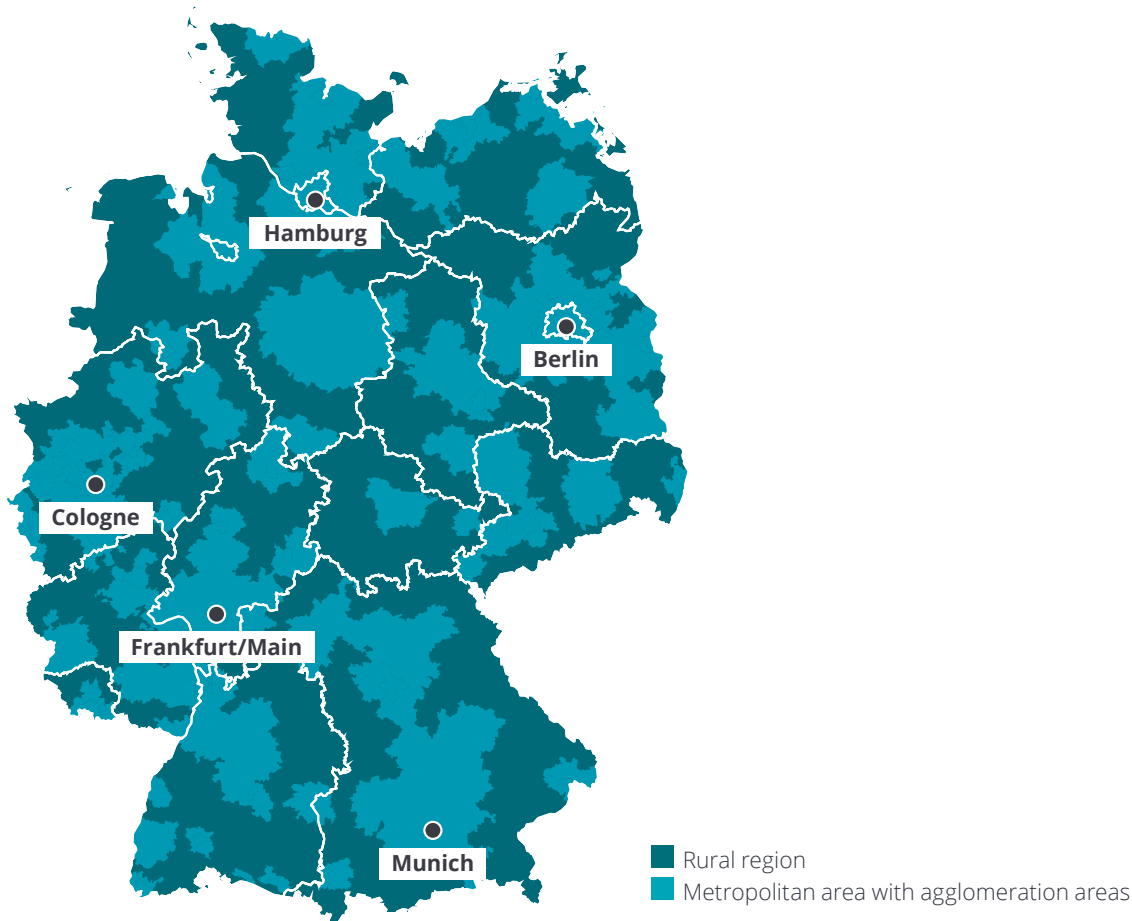 Hamburg
Berlin
Cologne
Frankfurt/Main
Munich
Rural region
Metropolitan area with agglomeration areas